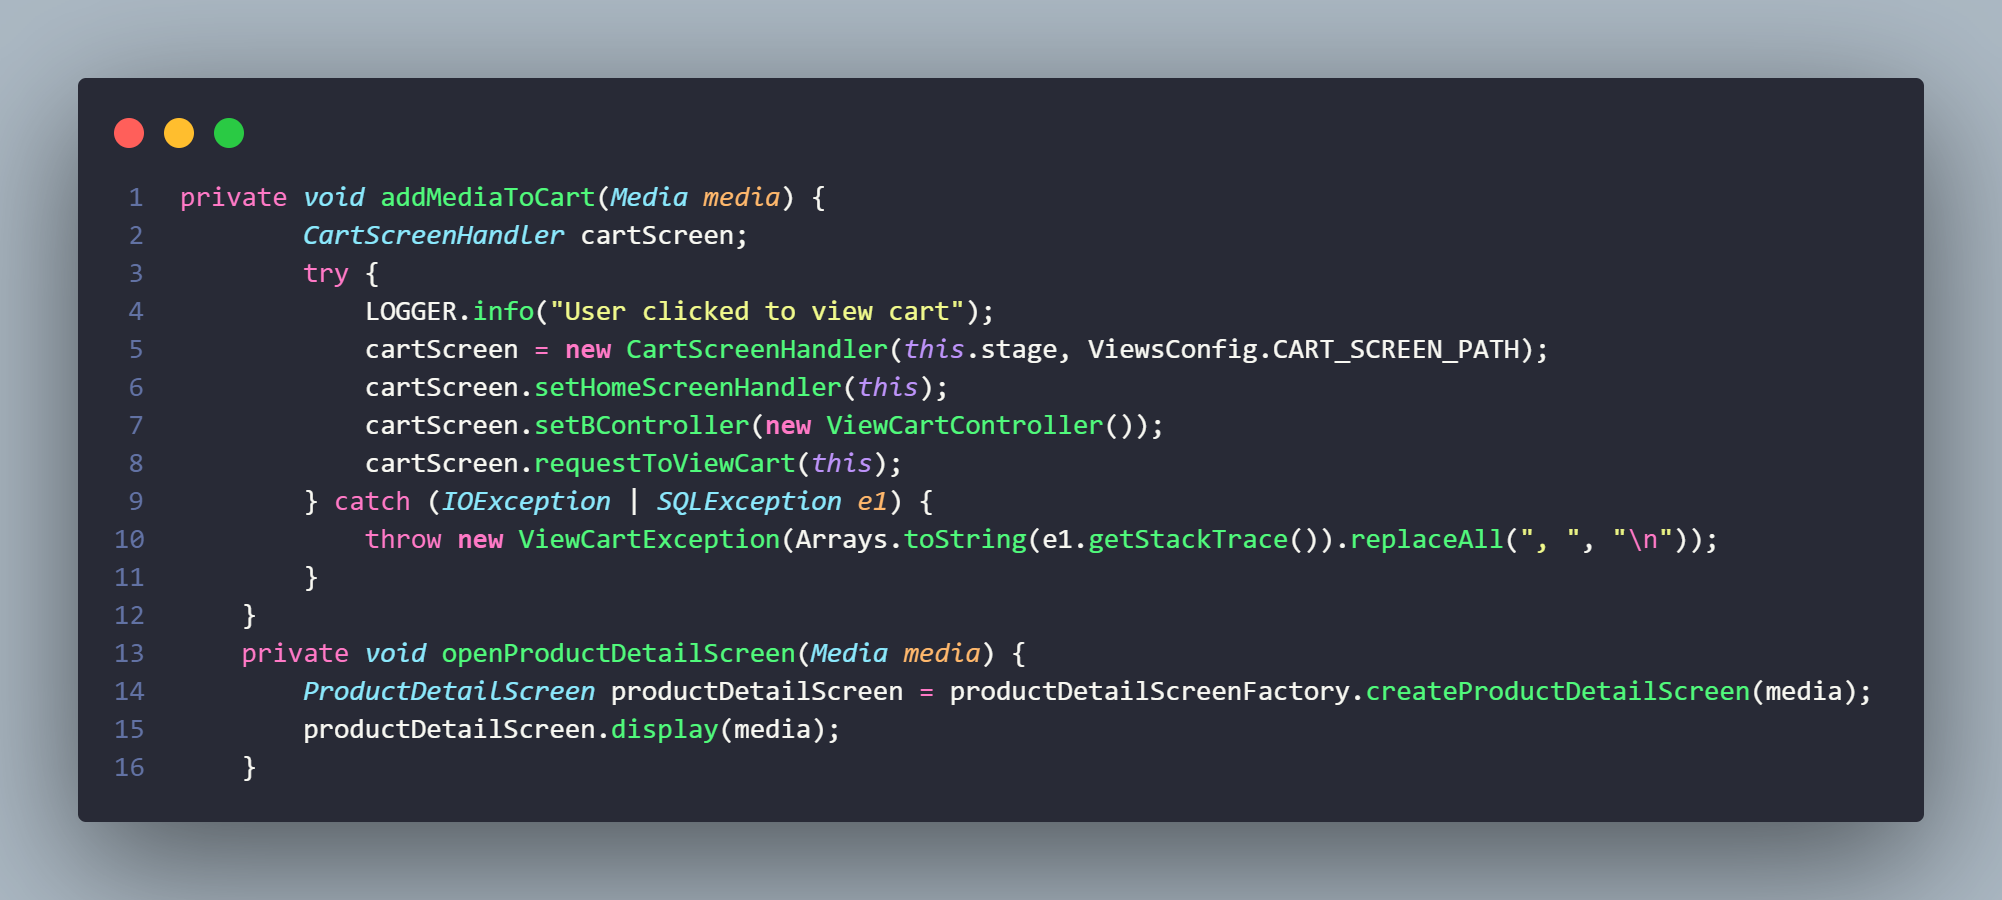 1 private void addMediaToCart(Media media) {
2         CartScreenHandler cartScreen;
3         try {
4             LOGGER.info("User clicked to view cart");
5             cartScreen = new CartScreenHandler(this.stage, ViewsConfig.CART_SCREEN_PATH);
6             cartScreen.setHomeScreenHandler(this);
7             cartScreen.setBController(new ViewCartController());
8             cartScreen.requestToViewCart(this);
9         } catch (IOException | SQLException e1) {
10             throw new ViewCartException(Arrays.toString(e1.getStackTrace()).replaceAll(", ", "\n"));
11         }
12     }
13     private void openProductDetailScreen(Media media) {
14         ProductDetailScreen productDetailScreen = productDetailScreenFactory.createProductDetailScreen(media);
15         productDetailScreen.display(media);
16     }